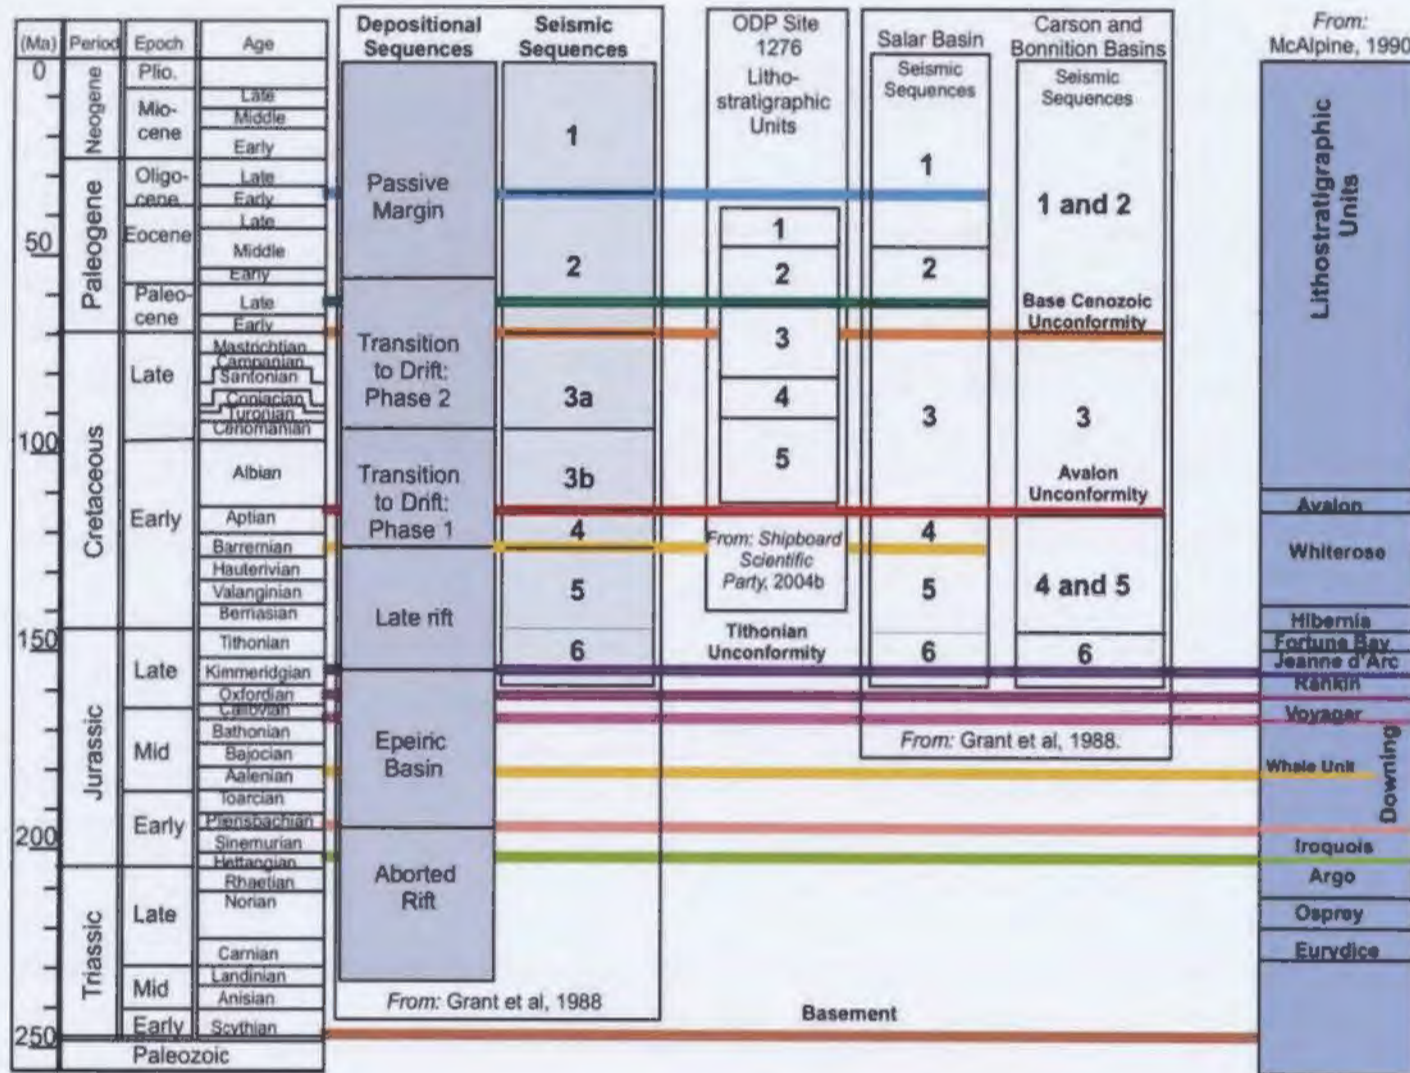 (Ma)
Period
Epoch
Age
0
50
100
150
200
250
Neogene
Paleogene
Cretaceous
Jurassic
Triassic
Plio.
Mio-
cene
Oligo-
cene
Eocene
Paleo-
cene
Late
Early
Late
Mid
Early
Late
Mid
Early
Paleozoic
Late
Middle
Early
Late
Early
Late
Middle
Early
Late
Early
Mastrichtian
Campanian
Santonian
Coniacian
Turonian
Cenomanian
Albian
Aptian
Barremian
Hauterivian
Valanginian
Berriasian
Tithonian
Kimmeridgian
Oxfordian
Callovian
Bathonian
Bajocian
Aalenian
Toarcian
Pliensbachian
Sinemurian
Hettangian
Rhaetian
Norian
Carnian
Landinian
Anisian
Scythian
Depositional
Sequences
Passive
Margin
Transition
to Drift:
Phase 2
Transition
to Drift:
Phase 1
Late rift
Epeiric
Basin
Aborted
Rift
Seismic
Sequences
1
2
3a
3b
4
5
6
From: Grant et al, 1988
ODP Site
1276
Litho-
stratigraphic
Units
1
2
3
4
5
From: Shipboard
Scientific
Party, 2004b
Tithonian
Unconformity
Salar Basin
Seismic
Sequences
1
2
3
4
5
6
Carson and
Bonnition Basins
Seismic
Sequences
1 and 2
Base Cenozoic
Unconformity
3
Avalon
Unconformity
4 and 5
6
From: Grant et al, 1988.
Basement
From:
McAlpine, 1990
Lithostratigraphic
Units
Avalon
Whiterose
Hibernia
Fortune Bay
Jeanne d'Arc
Rankin
Voyager
Whale Unit
Downing
Iroquois
Argo
Osprey
Eurydice